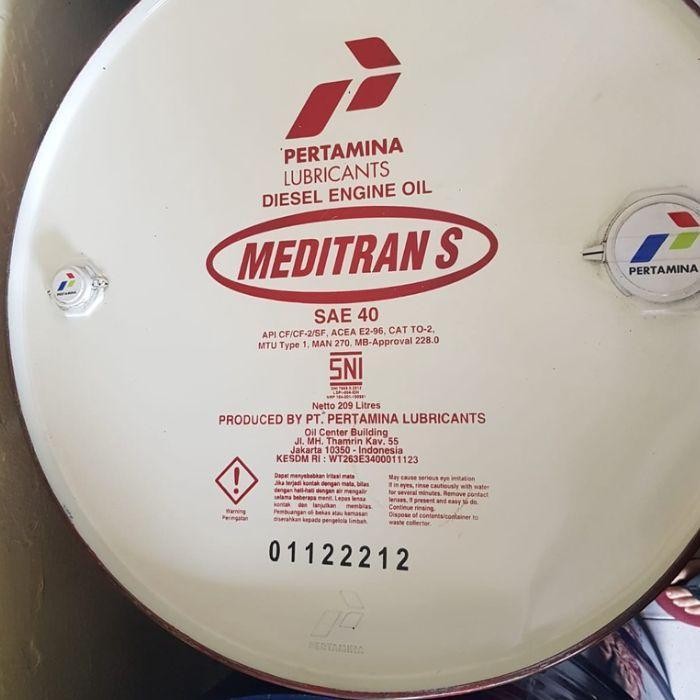 PERTAMINA
LUBRICANTS
DIESEL ENGINE OIL
MEDITRAN S
SAE 40
API CF/CF-2/SF, ACEA E2-96, CAT TO-2,
MTU Type 1, MAN 270, MB-Approval 228.0
SNI
Netto 209 Litres
PRODUCED BY PT. PERTAMINA LUBRICANTS
Oil Center Building
Jl. MH. Thamrin Kav. 55
Jakarta 10350 - Indonesia
KESDM RI : WT263E3400011123
Warning
Peringatan
Dapat menyebabkan iritasi mata
Jika terjadi kontak dengan mata, bilas
dengan hati-hati dengan air mengalir
selama beberapa menit. Lepas lensa
kontak dan lanjutkan membilas.
Pembuangan oli bekas atau kemasan
diserahkan kepada pengelola limbah.
May cause serious eye irritation
If in eyes, rinse cautiously with water
for several minutes. Remove contact
lenses, if present and easy to do.
Continue rinsing.
Dispose of contents/container to
waste collector.
01122212
PERTAMINA
PERTAMINA
PERTAMINA